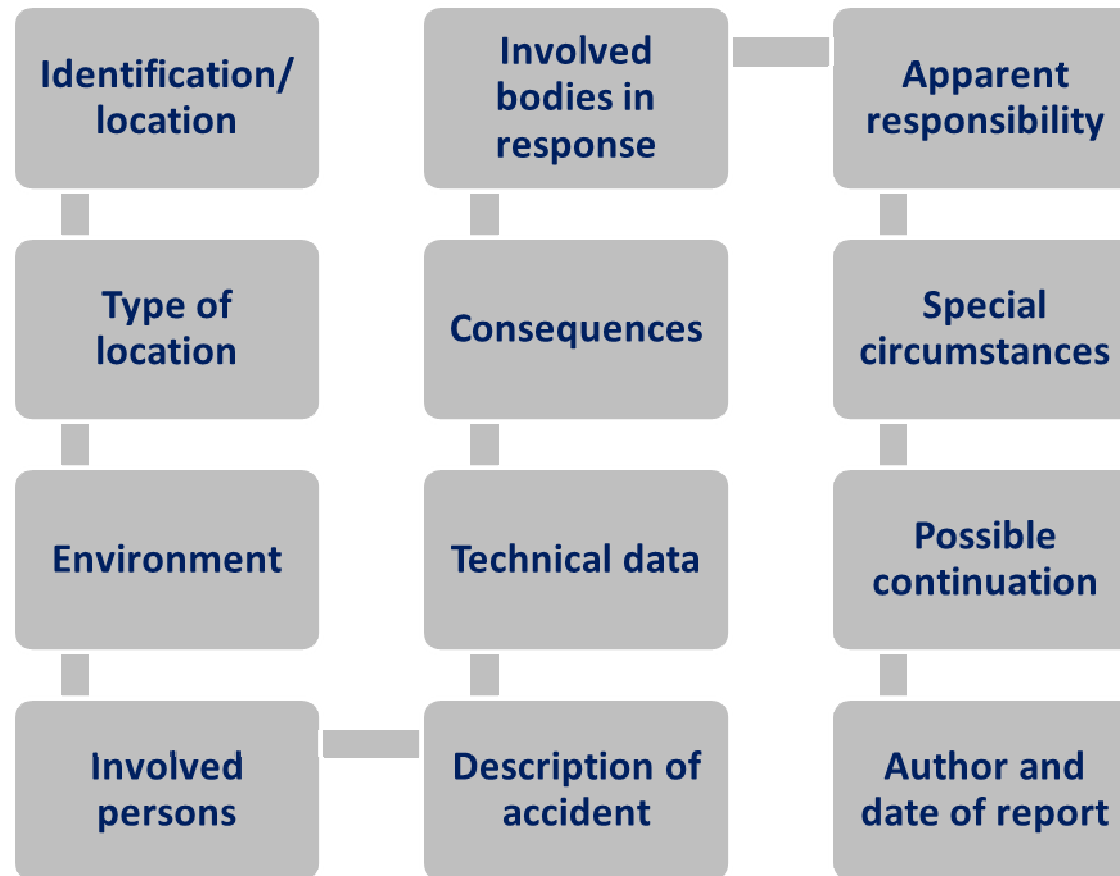 Identification/
location
Type of
location
Environment
Involved
persons
Description of
accident
Technical data
Consequences
Involved
bodies in
response
Apparent
responsibility
Special
circumstances
Possible
continuation
Author and
date of report